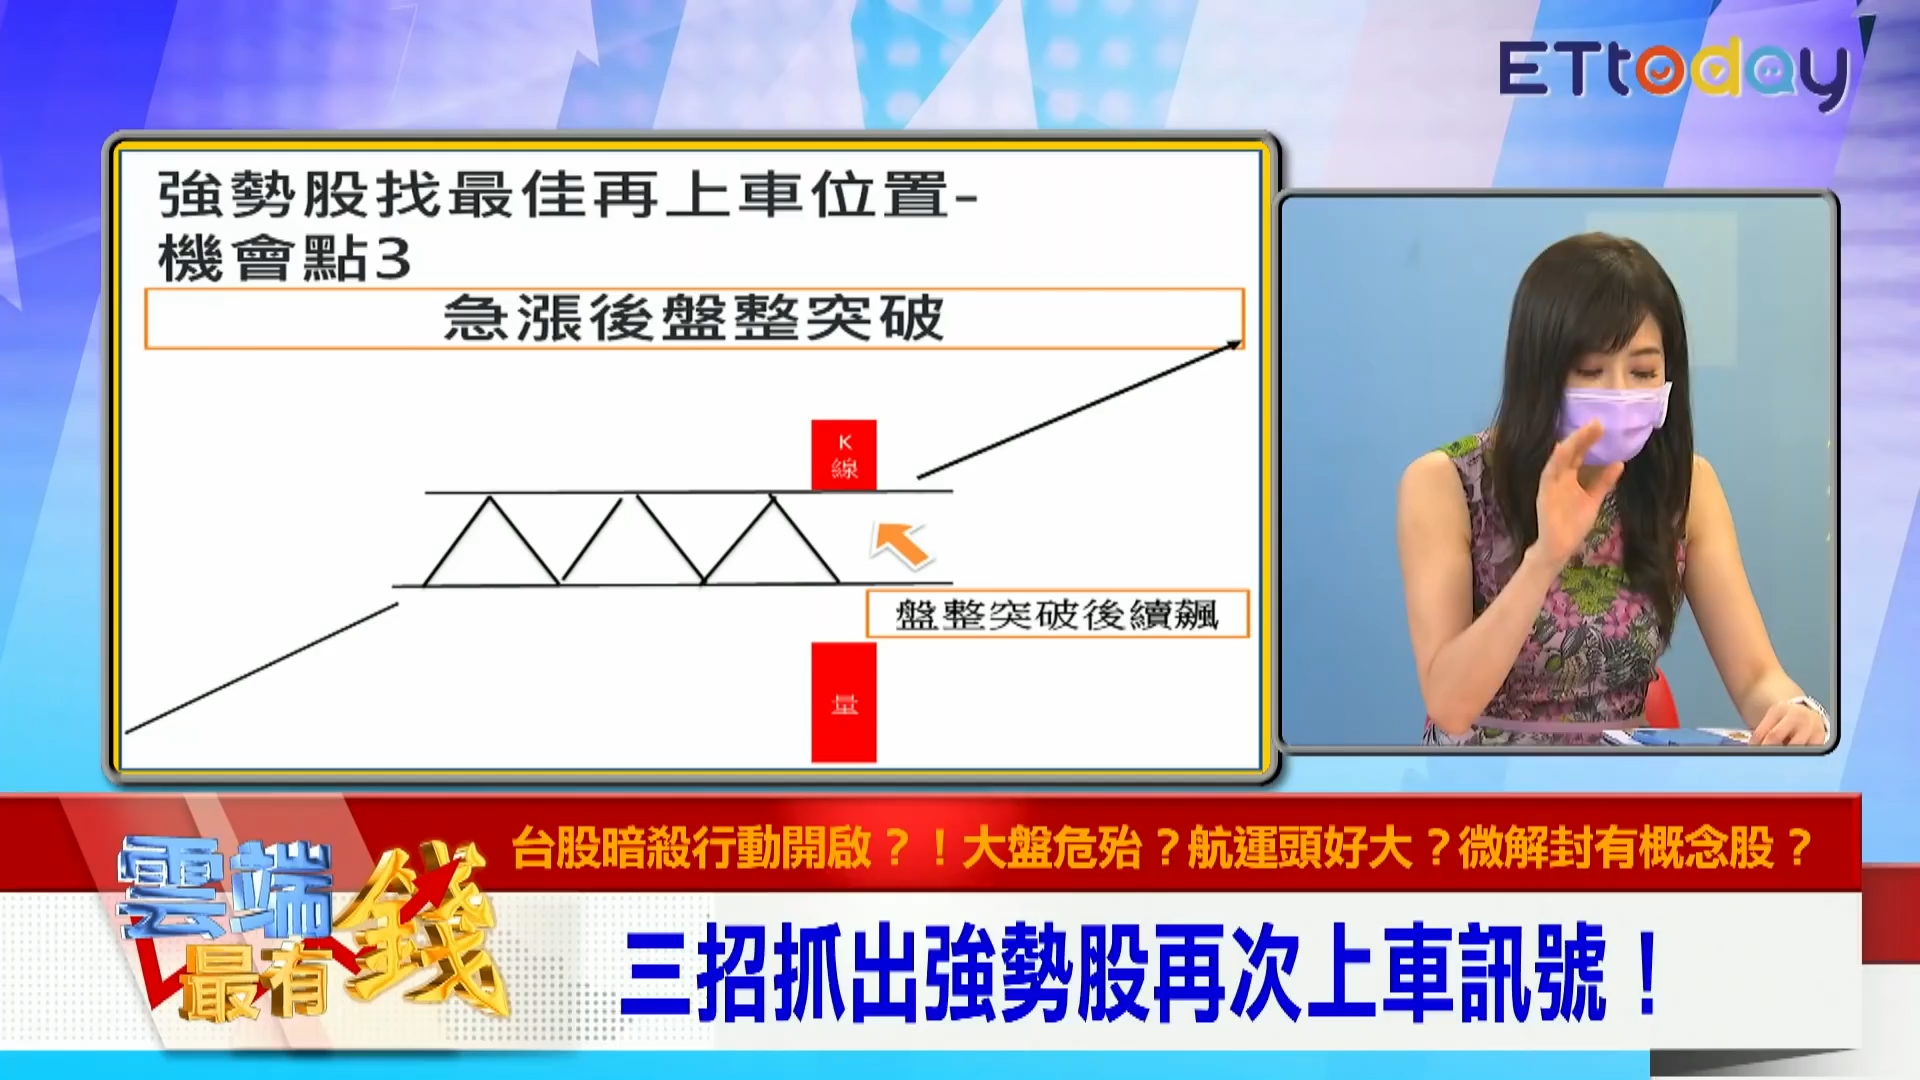 ETtoday
強勢股找最佳再上車位置-
機會點3
急漲後盤整突破
K
線
盤整突破後續飆
量
台股暗殺行動開啟？！大盤危殆？航運頭好大？微解封有概念股？
雲端
最有錢
三招抓出強勢股再次上車訊號！